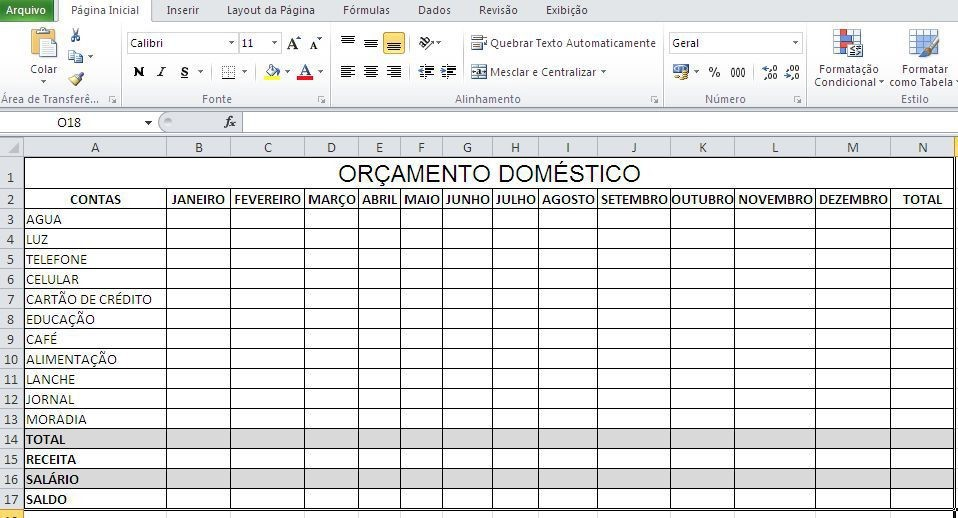 Arquivo Página Inicial Inserir Layout da Página Fórmulas Dados Revisão Exibição
Calibri 11 A A Quebrar Texto Automaticamente Geral
Colar N I S A Mesclar e Centralizar % 000 Formatação Condicional Formatar como Tabela
Área de Transferê... Fonte Alinhamento Número Estilo
O18 fx
A B C D E F G H I J K L M N
1 ORÇAMENTO DOMÉSTICO
2 CONTAS JANEIRO FEVEREIRO MARÇO ABRIL MAIO JUNHO JULHO AGOSTO SETEMBRO OUTUBRO NOVEMBRO DEZEMBRO TOTAL
3 AGUA
4 LUZ
5 TELEFONE
6 CELULAR
7 CARTÃO DE CRÉDITO
8 EDUCAÇÃO
9 CAFÉ
10 ALIMENTAÇÃO
11 LANCHE
12 JORNAL
13 MORADIA
14 TOTAL
15 RECEITA
16 SALÁRIO
17 SALDO